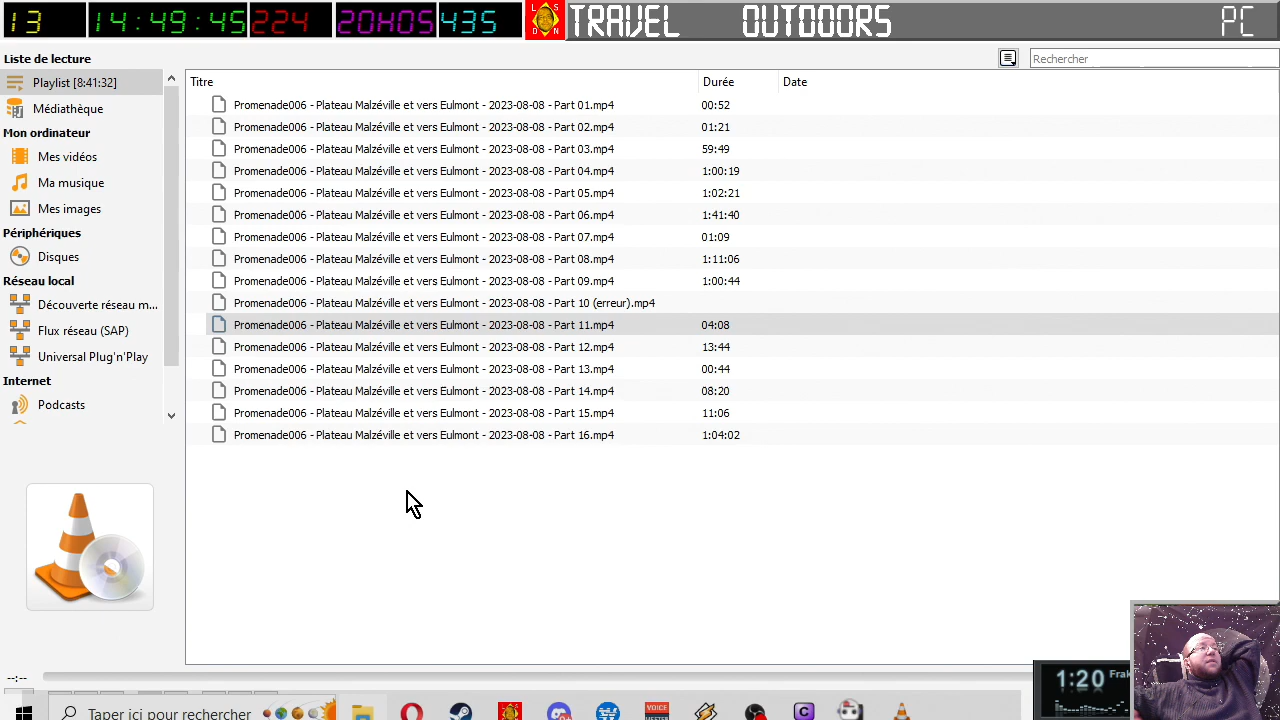 13 14:49:45 224 20H05 435 LSDN TRAVEL OUTDOORS PC
Liste de lecture
Rechercher
Playlist [8:41:32]
Médiathèque
Mon ordinateur
Mes vidéos
Ma musique
Mes images
Périphériques
Disques
Réseau local
Découverte réseau m...
Flux réseau (SAP)
Universal Plug'n'Play
Internet
Podcasts
Titre Durée Date
Promenade006 - Plateau Malzéville et vers Eulmont - 2023-08-08 - Part 01.mp4 00:52
Promenade006 - Plateau Malzéville et vers Eulmont - 2023-08-08 - Part 02.mp4 01:21
Promenade006 - Plateau Malzéville et vers Eulmont - 2023-08-08 - Part 03.mp4 59:49
Promenade006 - Plateau Malzéville et vers Eulmont - 2023-08-08 - Part 04.mp4 1:00:19
Promenade006 - Plateau Malzéville et vers Eulmont - 2023-08-08 - Part 05.mp4 1:02:21
Promenade006 - Plateau Malzéville et vers Eulmont - 2023-08-08 - Part 06.mp4 1:41:40
Promenade006 - Plateau Malzéville et vers Eulmont - 2023-08-08 - Part 07.mp4 01:09
Promenade006 - Plateau Malzéville et vers Eulmont - 2023-08-08 - Part 08.mp4 1:11:06
Promenade006 - Plateau Malzéville et vers Eulmont - 2023-08-08 - Part 09.mp4 1:00:44
Promenade006 - Plateau Malzéville et vers Eulmont - 2023-08-08 - Part 10 (erreur).mp4
Promenade006 - Plateau Malzéville et vers Eulmont - 2023-08-08 - Part 11.mp4 04:08
Promenade006 - Plateau Malzéville et vers Eulmont - 2023-08-08 - Part 12.mp4 13:44
Promenade006 - Plateau Malzéville et vers Eulmont - 2023-08-08 - Part 13.mp4 00:44
Promenade006 - Plateau Malzéville et vers Eulmont - 2023-08-08 - Part 14.mp4 08:20
Promenade006 - Plateau Malzéville et vers Eulmont - 2023-08-08 - Part 15.mp4 11:06
Promenade006 - Plateau Malzéville et vers Eulmont - 2023-08-08 - Part 16.mp4 1:04:02
--:--
1:20 Frak
Taper ici pour rechercher
VOICE
MEETER